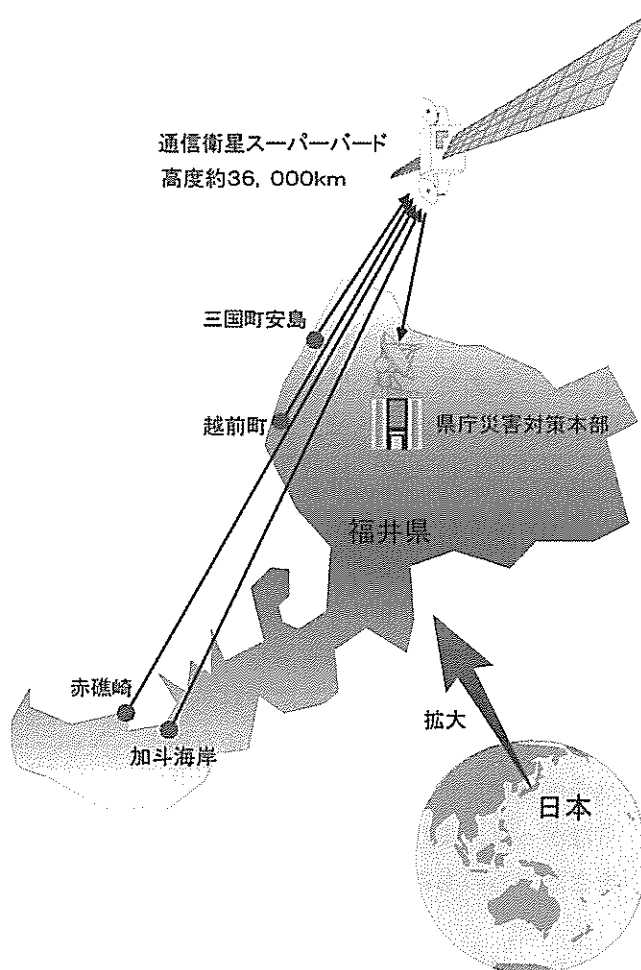 通信衛星スーパーバード
高度約36，000km
三国町安島
越前町
県庁災害対策本部
福井県
赤礁崎
加斗海岸
拡大
日本